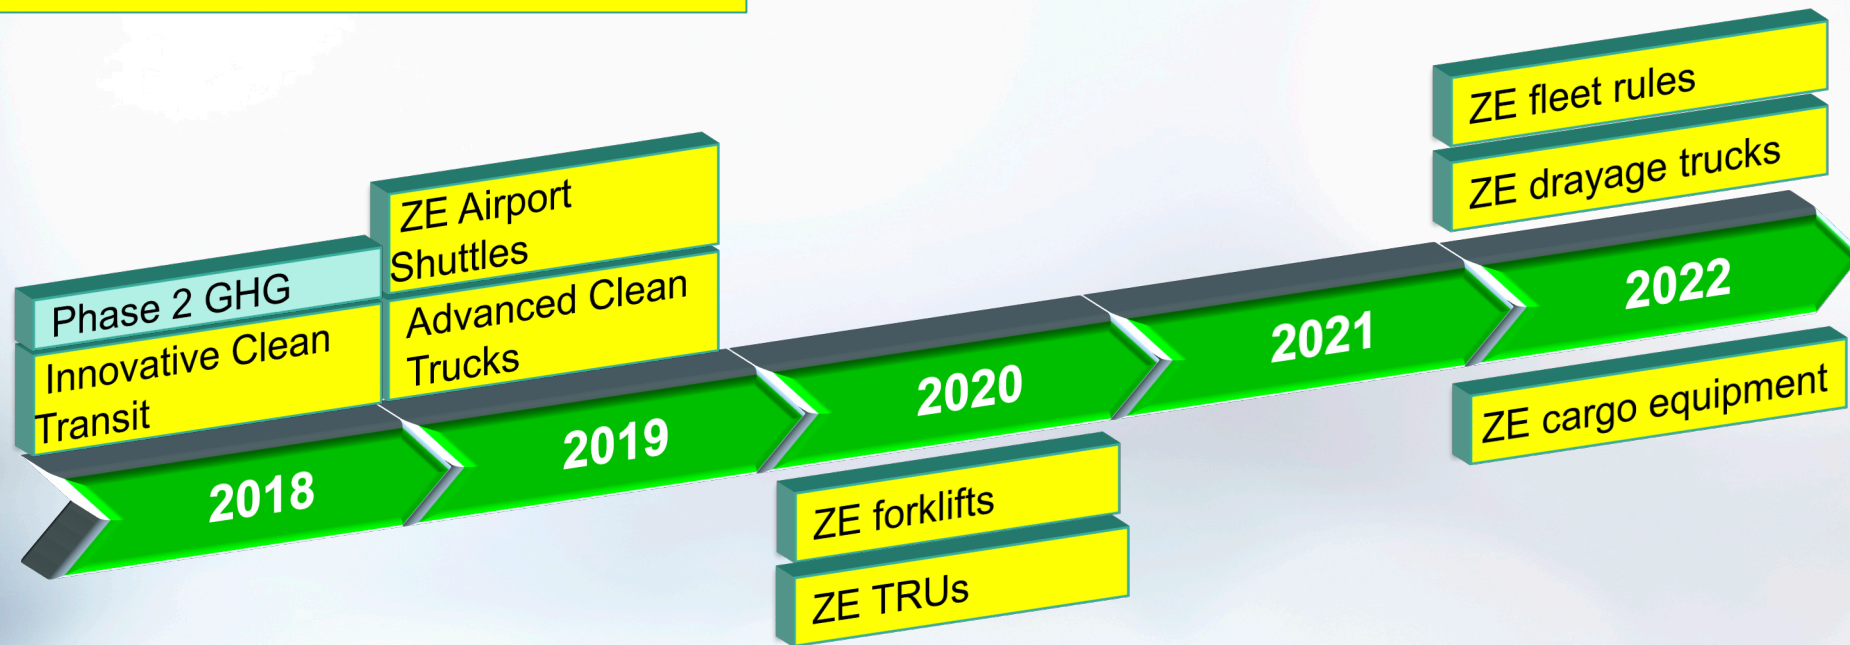 ZE fleet rules
ZE drayage trucks
ZE Airport
Shuttles
Phase 2 GHG
Advanced Clean
Trucks
Innovative Clean
Transit
2018
2019
2020
2021
2022
ZE cargo equipment
ZE forklifts
ZE TRUs